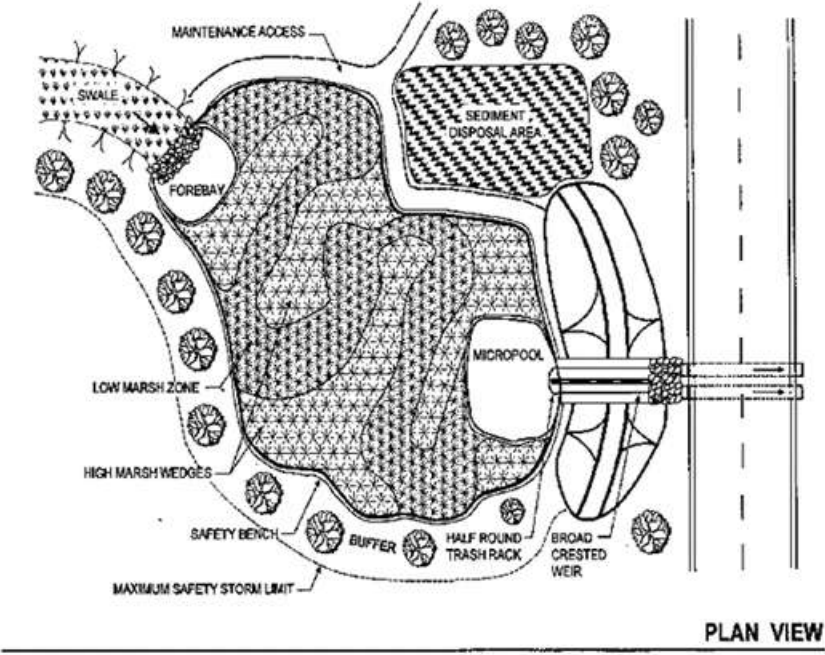 MAINTENANCE ACCESS
SWALE
SEDIMENT
DISPOSAL AREA
FOREBAY
MICROPOOL
LOW MARSH ZONE
HIGH MARSH WEDGES
SAFETY BENCH
BUFFER
HALF ROUND
TRASH RACK
BROAD
CRESTED
WEIR
MAXIMUM SAFETY STORM LIMIT
PLAN VIEW